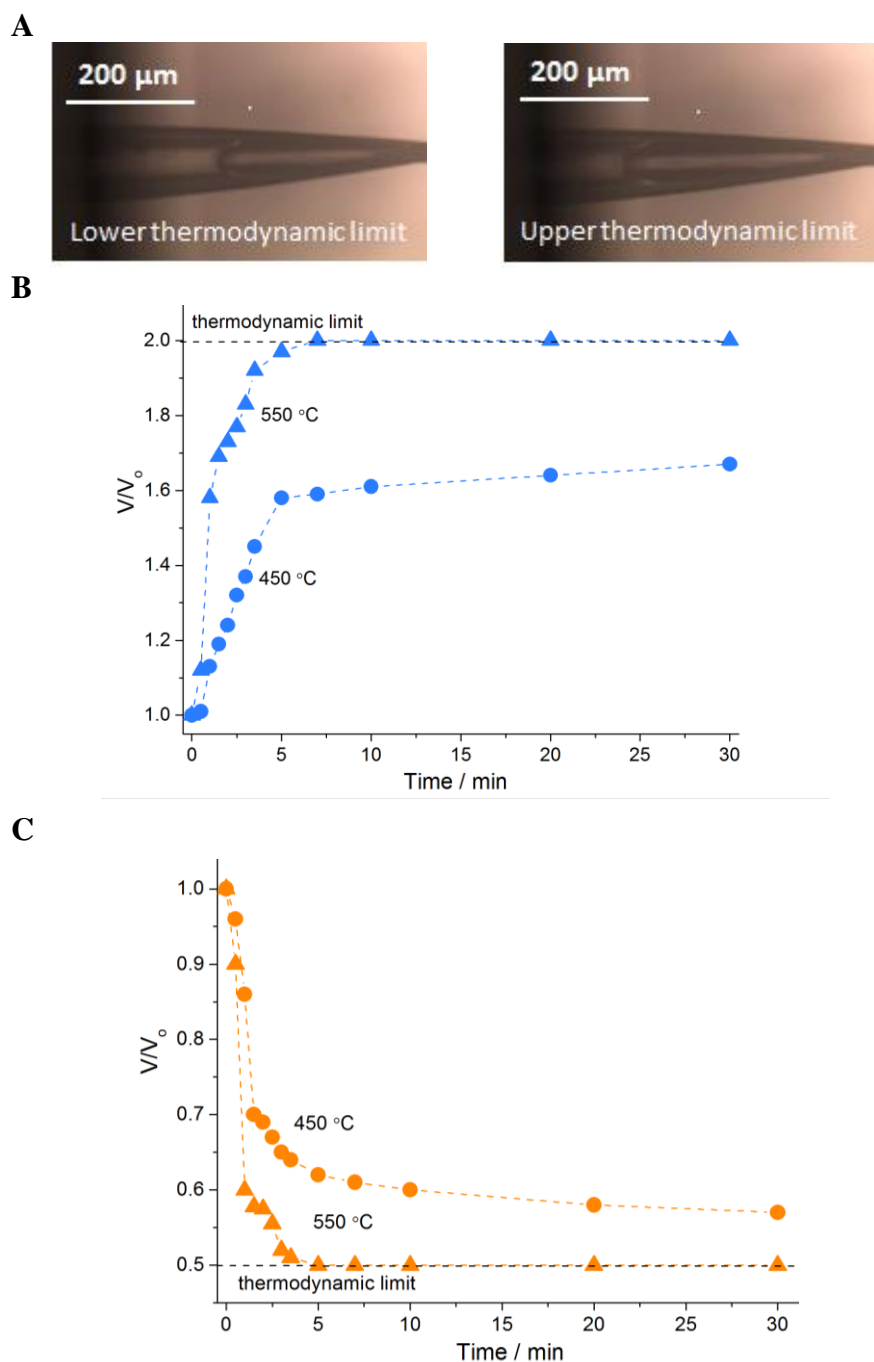 A
200 µm
Lower thermodynamic limit
200 µm
Upper thermodynamic limit
B
thermodynamic limit
2.0
550 °C
1.8
V/Vo
1.6
450 °C
1.4
1.2
1.0
0 5 10 15 20 25 30
Time / min
C
1.0
0.9
V/Vo
0.8
0.7
450 °C
0.6
550 °C
0.5
thermodynamic limit
0 5 10 15 20 25 30
Time / min